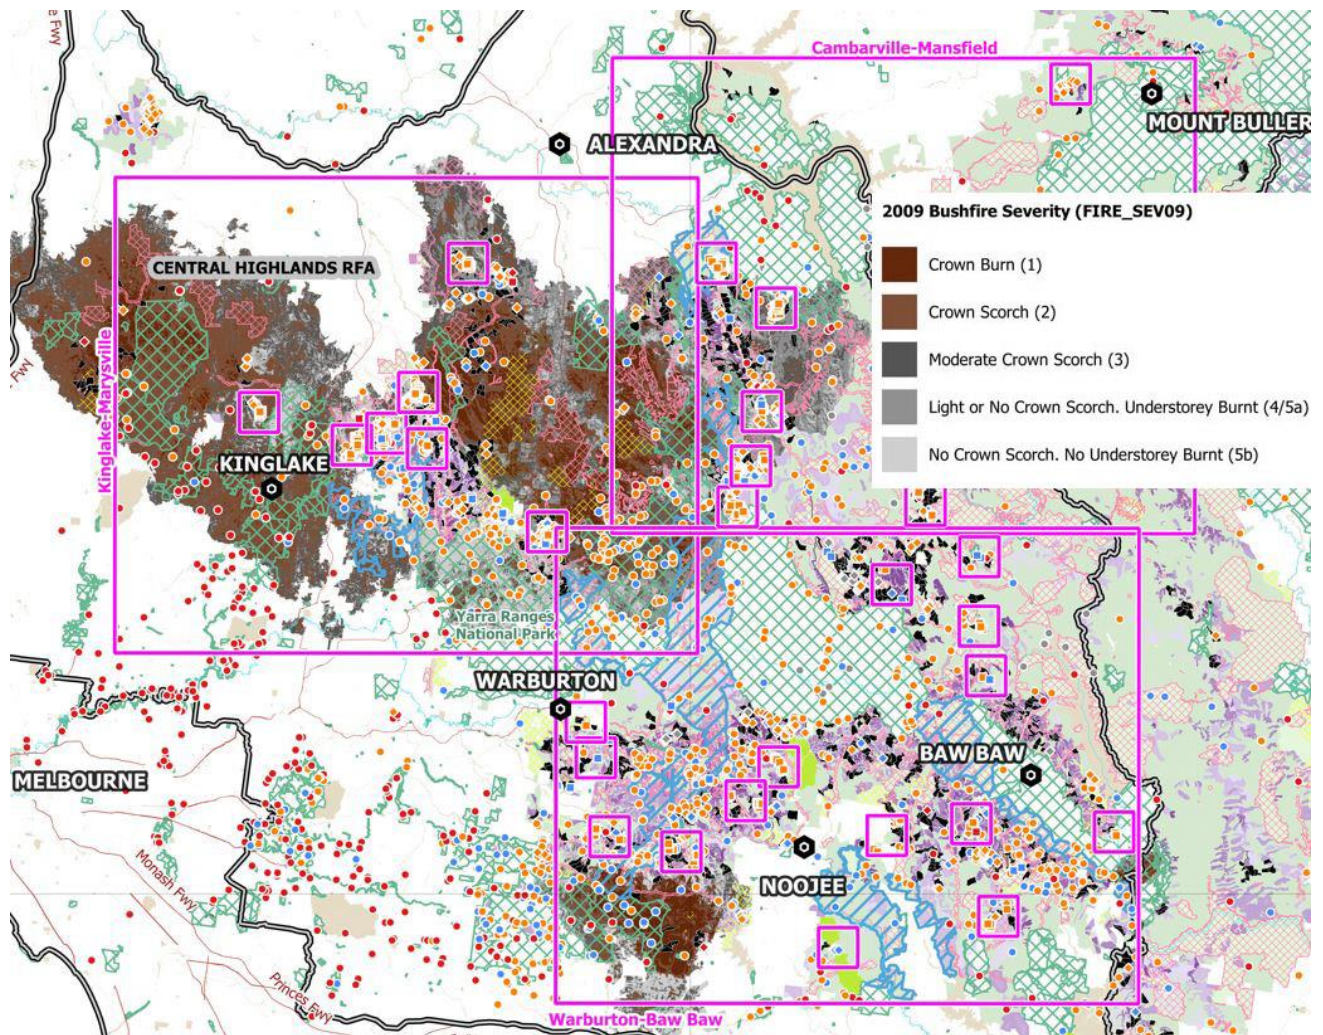 e Fwy
Cambarville-Mansfield
MOUNT BULLER
ALEXANDRA
2009 Bushfire Severity (FIRE_SEV09)
Crown Burn (1)
Crown Scorch (2)
Moderate Crown Scorch (3)
Light or No Crown Scorch. Understorey Burnt (4/5a)
No Crown Scorch. No Understorey Burnt (5b)
CENTRAL HIGHLANDS RFA
Fwy
Kinglake-Marysville
KINGLAKE
Yarra Ranges
National Park
WARBURTON
MELBOURNE
BAW BAW
Monash Fwy
NOOJEE
Princes Fwy
Warburton-Baw Baw